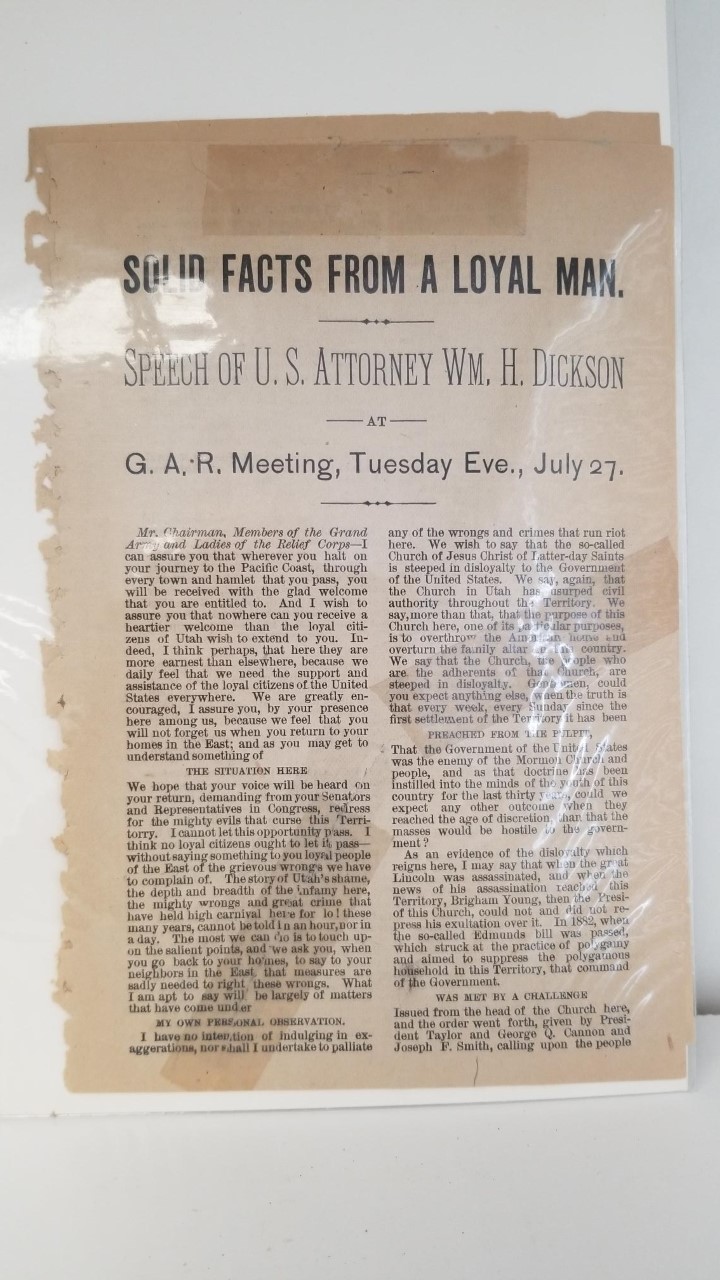 SOLID FACTS FROM A LOYAL MAN.
SPEECH OF U. S. ATTORNEY WM. H. DICKSON
AT
G. A. R. Meeting, Tuesday Eve., July 27.
Mr. Chairman, Members of the Grand
Army and Ladies of the Relief Corps—I
can assure you that wherever you halt on
your journey to the Pacific Coast, through
every town and hamlet that you pass, you
will be received with the glad welcome
that you are entitled to. And I wish to
assure you that nowhere can you receive a
heartier welcome than the loyal citi-
zens of Utah wish to extend to you. In-
deed, I think perhaps, that here they are
more earnest than elsewhere, because we
daily feel that we need the support and
assistance of the loyal citizens of the United
States everywhere. We are greatly en-
couraged, I assure you, by your presence
here among us, because we feel that you
will not forget us when you return to your
homes in the East; and as you may get to
understand something of
THE SITUATION HERE
We hope that your voice will be heard on
your return, demanding from your Senators
and Representatives in Congress, redress
for the mighty evils that curse this Terri-
torry. I cannot let this opportunity pass. I
think no loyal citizens ought to let it pass—
without saying something to you loyal people
of the East of the grievous wrongs we have
to complain of. The story of Utah's shame,
the depth and breadth of the infamy here,
the mighty wrongs and great crime that
have held high carnival here for lo! these
many years, cannot be told in an hour, nor in
a day. The most we can do is to touch up-
on the salient points, and we ask you, when
you go back to your homes, to say to your
neighbors in the East that measures are
sadly needed to right these wrongs. What
I am apt to say will be largely of matters
that have come under
MY OWN PERSONAL OBSERVATION.
I have no intention of indulging in ex-
aggerations, nor shall I undertake to palliate
any of the wrongs and crimes that run riot
here. We wish to say that the so-called
Church of Jesus Christ of Latter-day Saints
is steeped in disloyalty to the Government
of the United States. We say, again, that
the Church in Utah has usurped civil
authority throughout the Territory. We
say, more than that, that the purpose of this
Church here, one of its particular purposes,
is to overthrow the American home and
overturn the family altar in this country.
We say that the Church, the people who
are the adherents of that Church, are
steeped in disloyalty. Gentlemen, could
you expect anything else, when the truth is
that every week, every Sunday since the
first settlement of the Territory it has been
PREACHED FROM THE PULPIT,
That the Government of the United States
was the enemy of the Mormon Church and
people, and as that doctrine has been
instilled into the minds of the youth of this
country for the last thirty years, could we
expect any other outcome when they
reached the age of discretion, than that the
masses would be hostile to the govern-
ment?
As an evidence of the disloyalty which
reigns here, I may say that when the great
Lincoln was assassinated, and when the
news of his assassination reached this
Territory, Brigham Young, then the Presi-
of this Church, could not and did not re-
press his exultation over it. In 1882, when
the so-called Edmunds bill was passed,
which struck at the practice of polygamy
and aimed to suppress the polygamous
household in this Territory, that command
of the Government.
WAS MET BY A CHALLENGE
Issued from the head of the Church here,
and the order went forth, given by Presi-
dent Taylor and George Q. Cannon and
Joseph F. Smith, calling upon the people